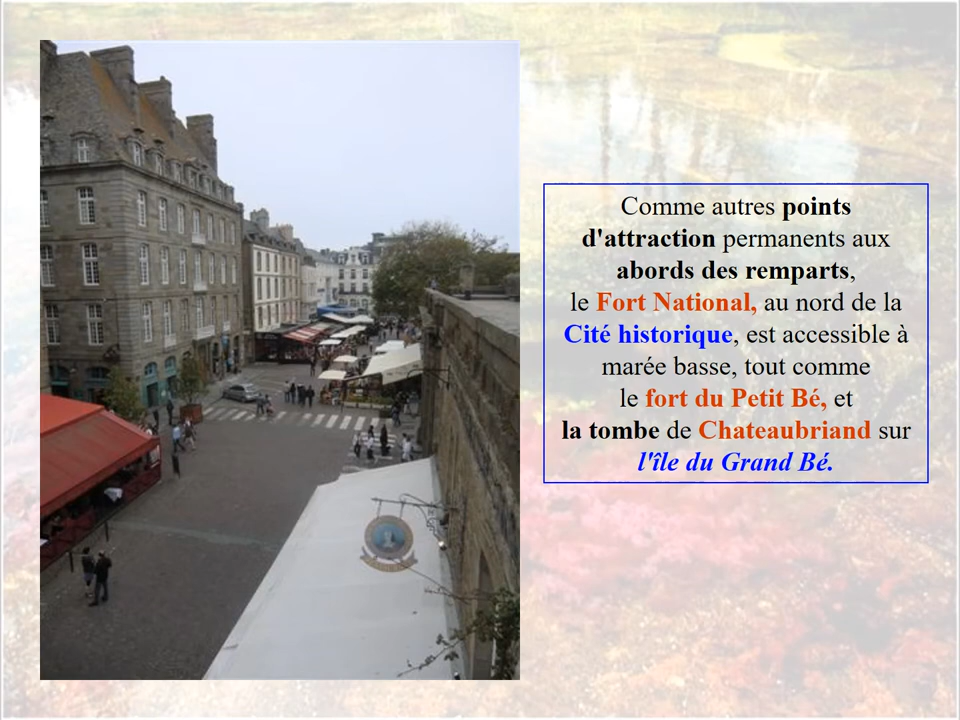 Comme autres points
d'attraction permanents aux
abords des remparts,
le Fort National, au nord de la
Cité historique, est accessible à
marée basse, tout comme
le fort du Petit Bé, et
la tombe de Chateaubriand sur
l'île du Grand Bé.